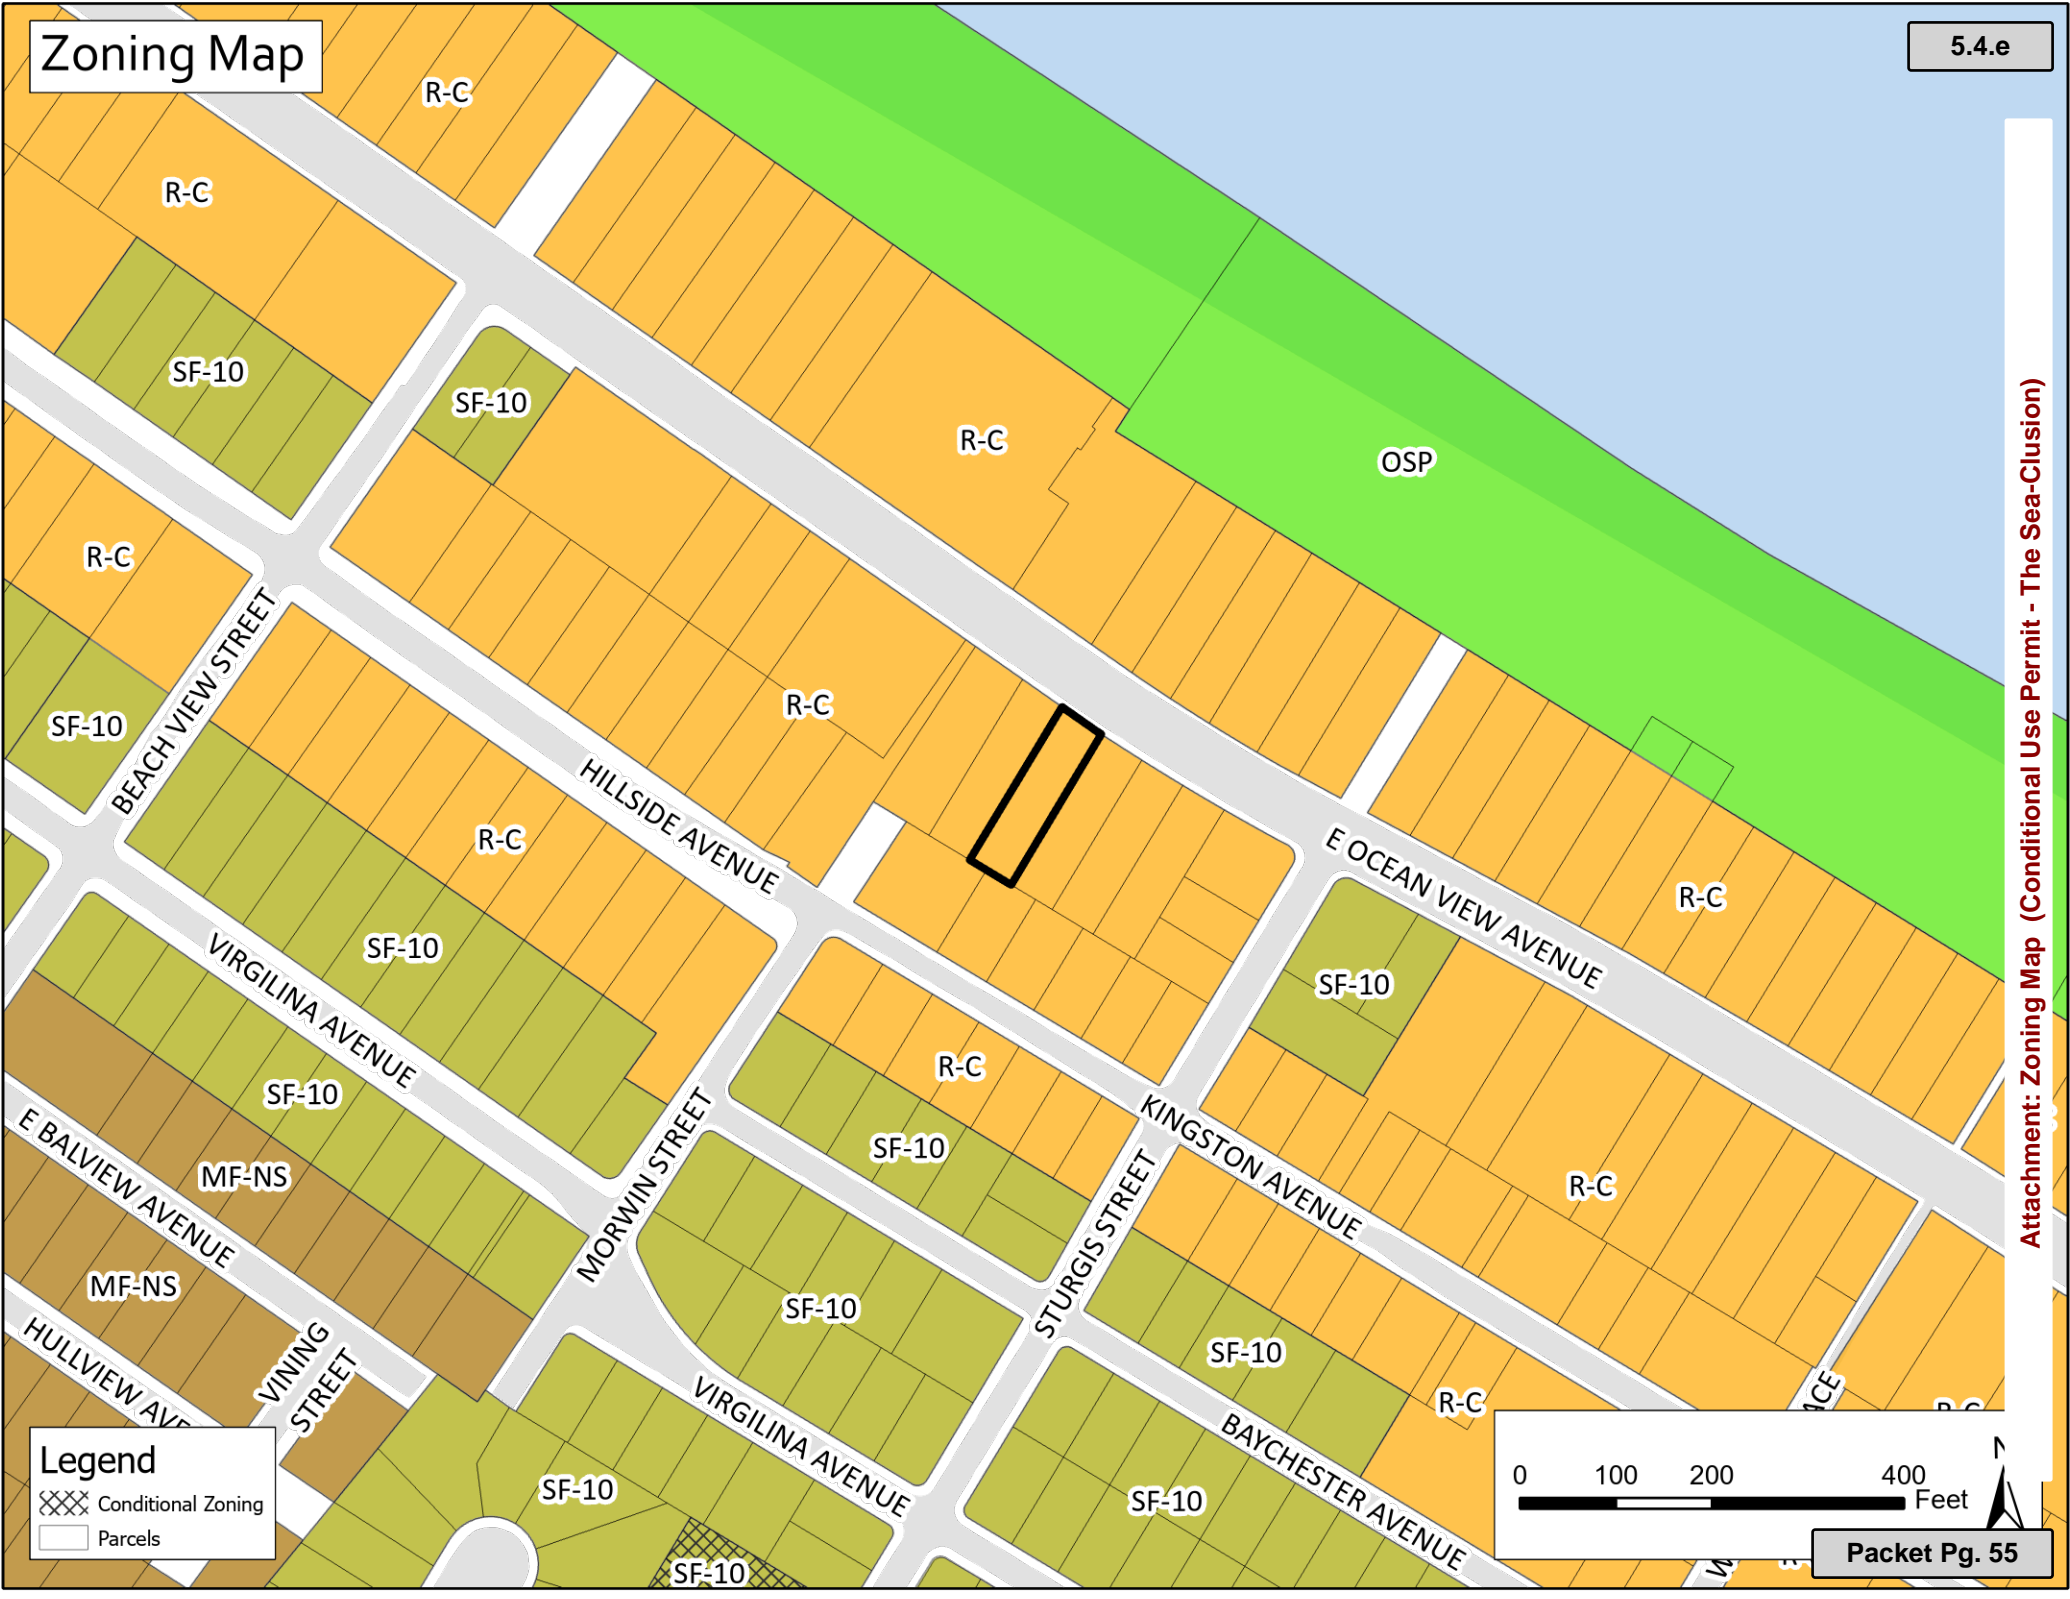 Zoning Map
5.4.e
R-C
R-C
SF-10
SF-10
R-C
OSP
R-C
SF-10
BEACH VIEW STREET
R-C
HILLSIDE AVENUE
R-C
E OCEAN VIEW AVENUE
R-C
SF-10
SF-10
VIRGILINA AVENUE
SF-10
R-C
KINGSTON AVENUE
SF-10
MF-NS
E BALVIEW AVENUE
MORWIN STREET
STURGIS STREET
R-C
MF-NS
SF-10
SF-10
HULLVIEW AVE
VINING
STREET
VIRGILINA AVENUE
R-C
BAYCHESTER AVENUE
SF-10
SF-10
SF-10
ACE
R-C
Legend
Conditional Zoning
Parcels
0 100 200 400
Feet
N
Attachment: Zoning Map (Conditional Use Permit - The Sea-Clusion)
Packet Pg. 55